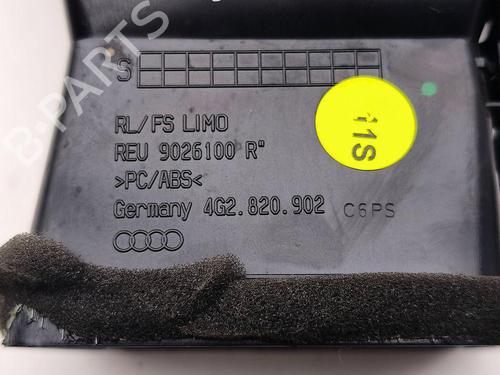 S
RL/FS LIMO
REU 9026100 R"
>PC/ABS<
Germany 4G2.820.902
C6PS
11S
B-PARTS